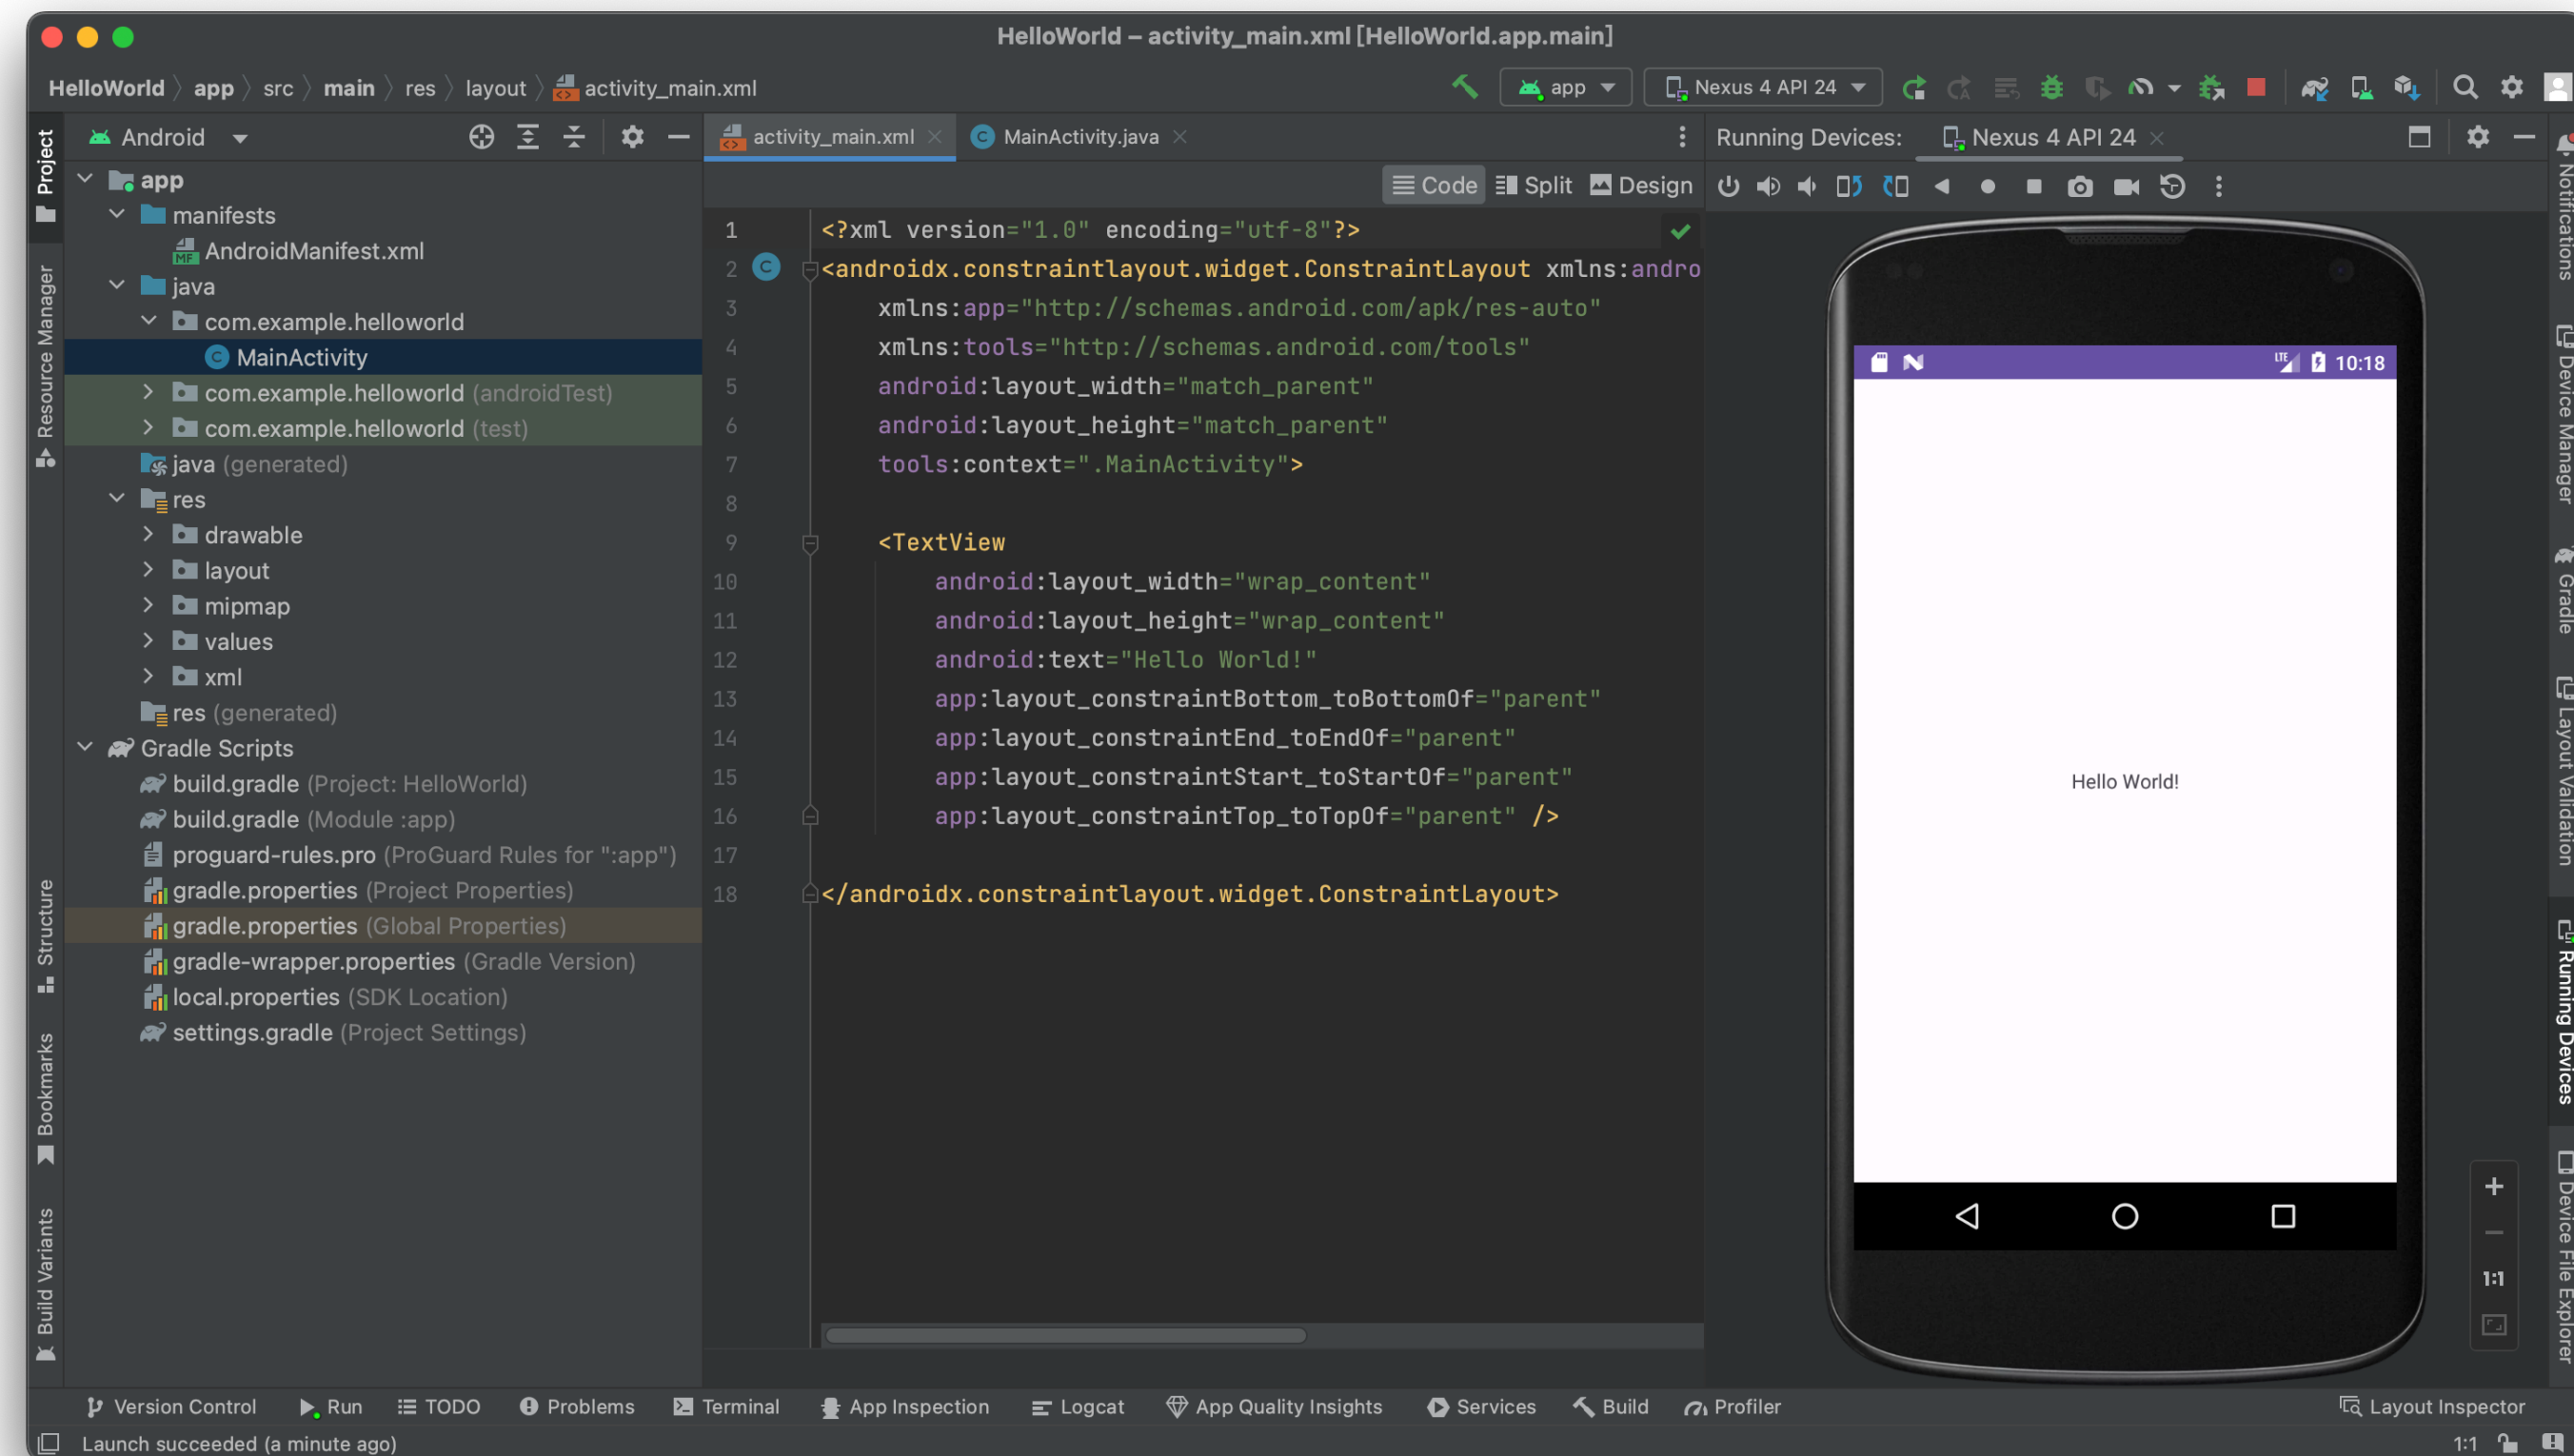 HelloWorld – activity_main.xml [HelloWorld.app.main]
HelloWorld app src main res layout activity_main.xml
app
Nexus 4 API 24
Project
Resource Manager
Structure
Bookmarks
Build Variants
Android
app
manifests
MF AndroidManifest.xml
java
com.example.helloworld
C MainActivity
com.example.helloworld (androidTest)
com.example.helloworld (test)
java (generated)
res
drawable
layout
mipmap
values
xml
res (generated)
Gradle Scripts
build.gradle (Project: HelloWorld)
build.gradle (Module :app)
proguard-rules.pro (ProGuard Rules for ":app")
gradle.properties (Project Properties)
gradle.properties (Global Properties)
gradle-wrapper.properties (Gradle Version)
local.properties (SDK Location)
settings.gradle (Project Settings)
activity_main.xml
C MainActivity.java
Code Split Design
1 <?xml version="1.0" encoding="utf-8"?>
2 C <androidx.constraintlayout.widget.ConstraintLayout xmlns:andro
3 xmlns:app="http://schemas.android.com/apk/res-auto"
4 xmlns:tools="http://schemas.android.com/tools"
5 android:layout_width="match_parent"
6 android:layout_height="match_parent"
7 tools:context=".MainActivity">
8
9 <TextView
10 android:layout_width="wrap_content"
11 android:layout_height="wrap_content"
12 android:text="Hello World!"
13 app:layout_constraintBottom_toBottomOf="parent"
14 app:layout_constraintEnd_toEndOf="parent"
15 app:layout_constraintStart_toStartOf="parent"
16 app:layout_constraintTop_toTopOf="parent" />
17
18 </androidx.constraintlayout.widget.ConstraintLayout>
Running Devices: Nexus 4 API 24
LTE 10:18
Hello World!
1:1
Notifications
Device Manager
Gradle
Layout Validation
Running Devices
Device File Explorer
Version Control Run TODO Problems Terminal App Inspection Logcat App Quality Insights Services Build Profiler Layout Inspector
Launch succeeded (a minute ago)
1:1